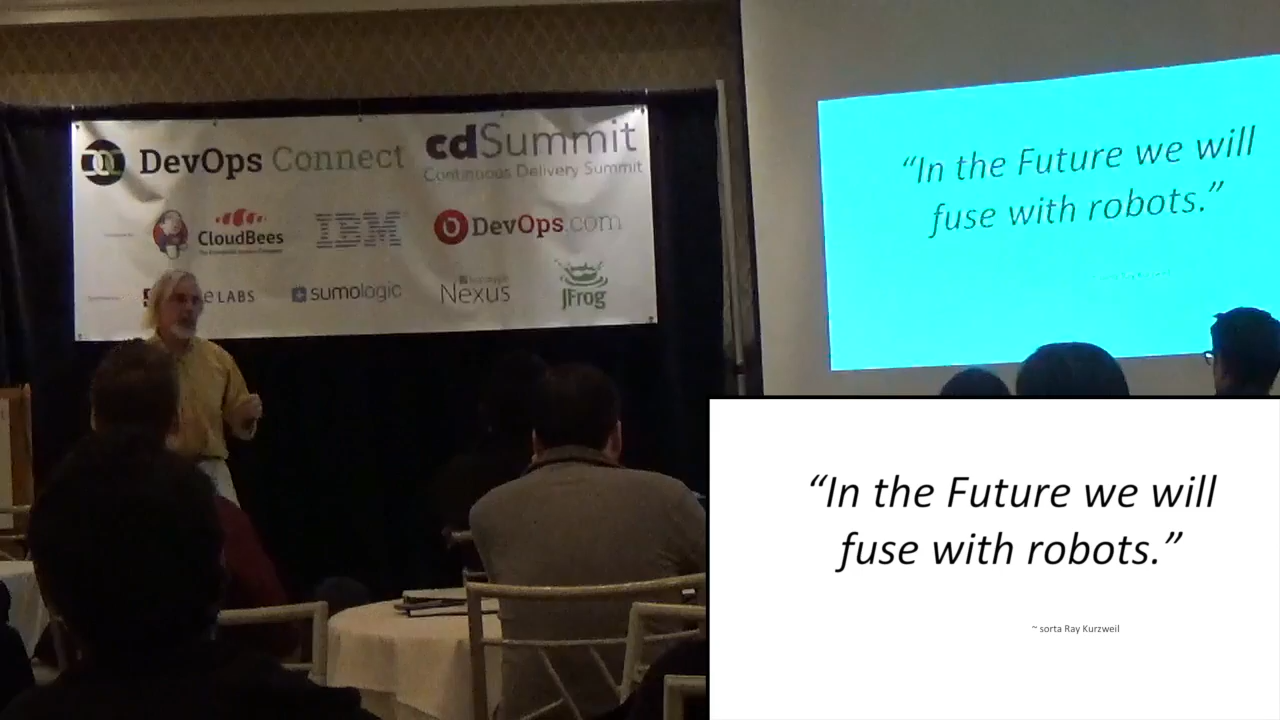 DevOps Connect
cdSummit
Continuous Delivery Summit
CloudBees
IBM
DevOps.com
LABS
sumologic
Nexus
JFrog
“In the Future we will
fuse with robots.”
“In the Future we will
fuse with robots.”
~ sorta Ray Kurzweil